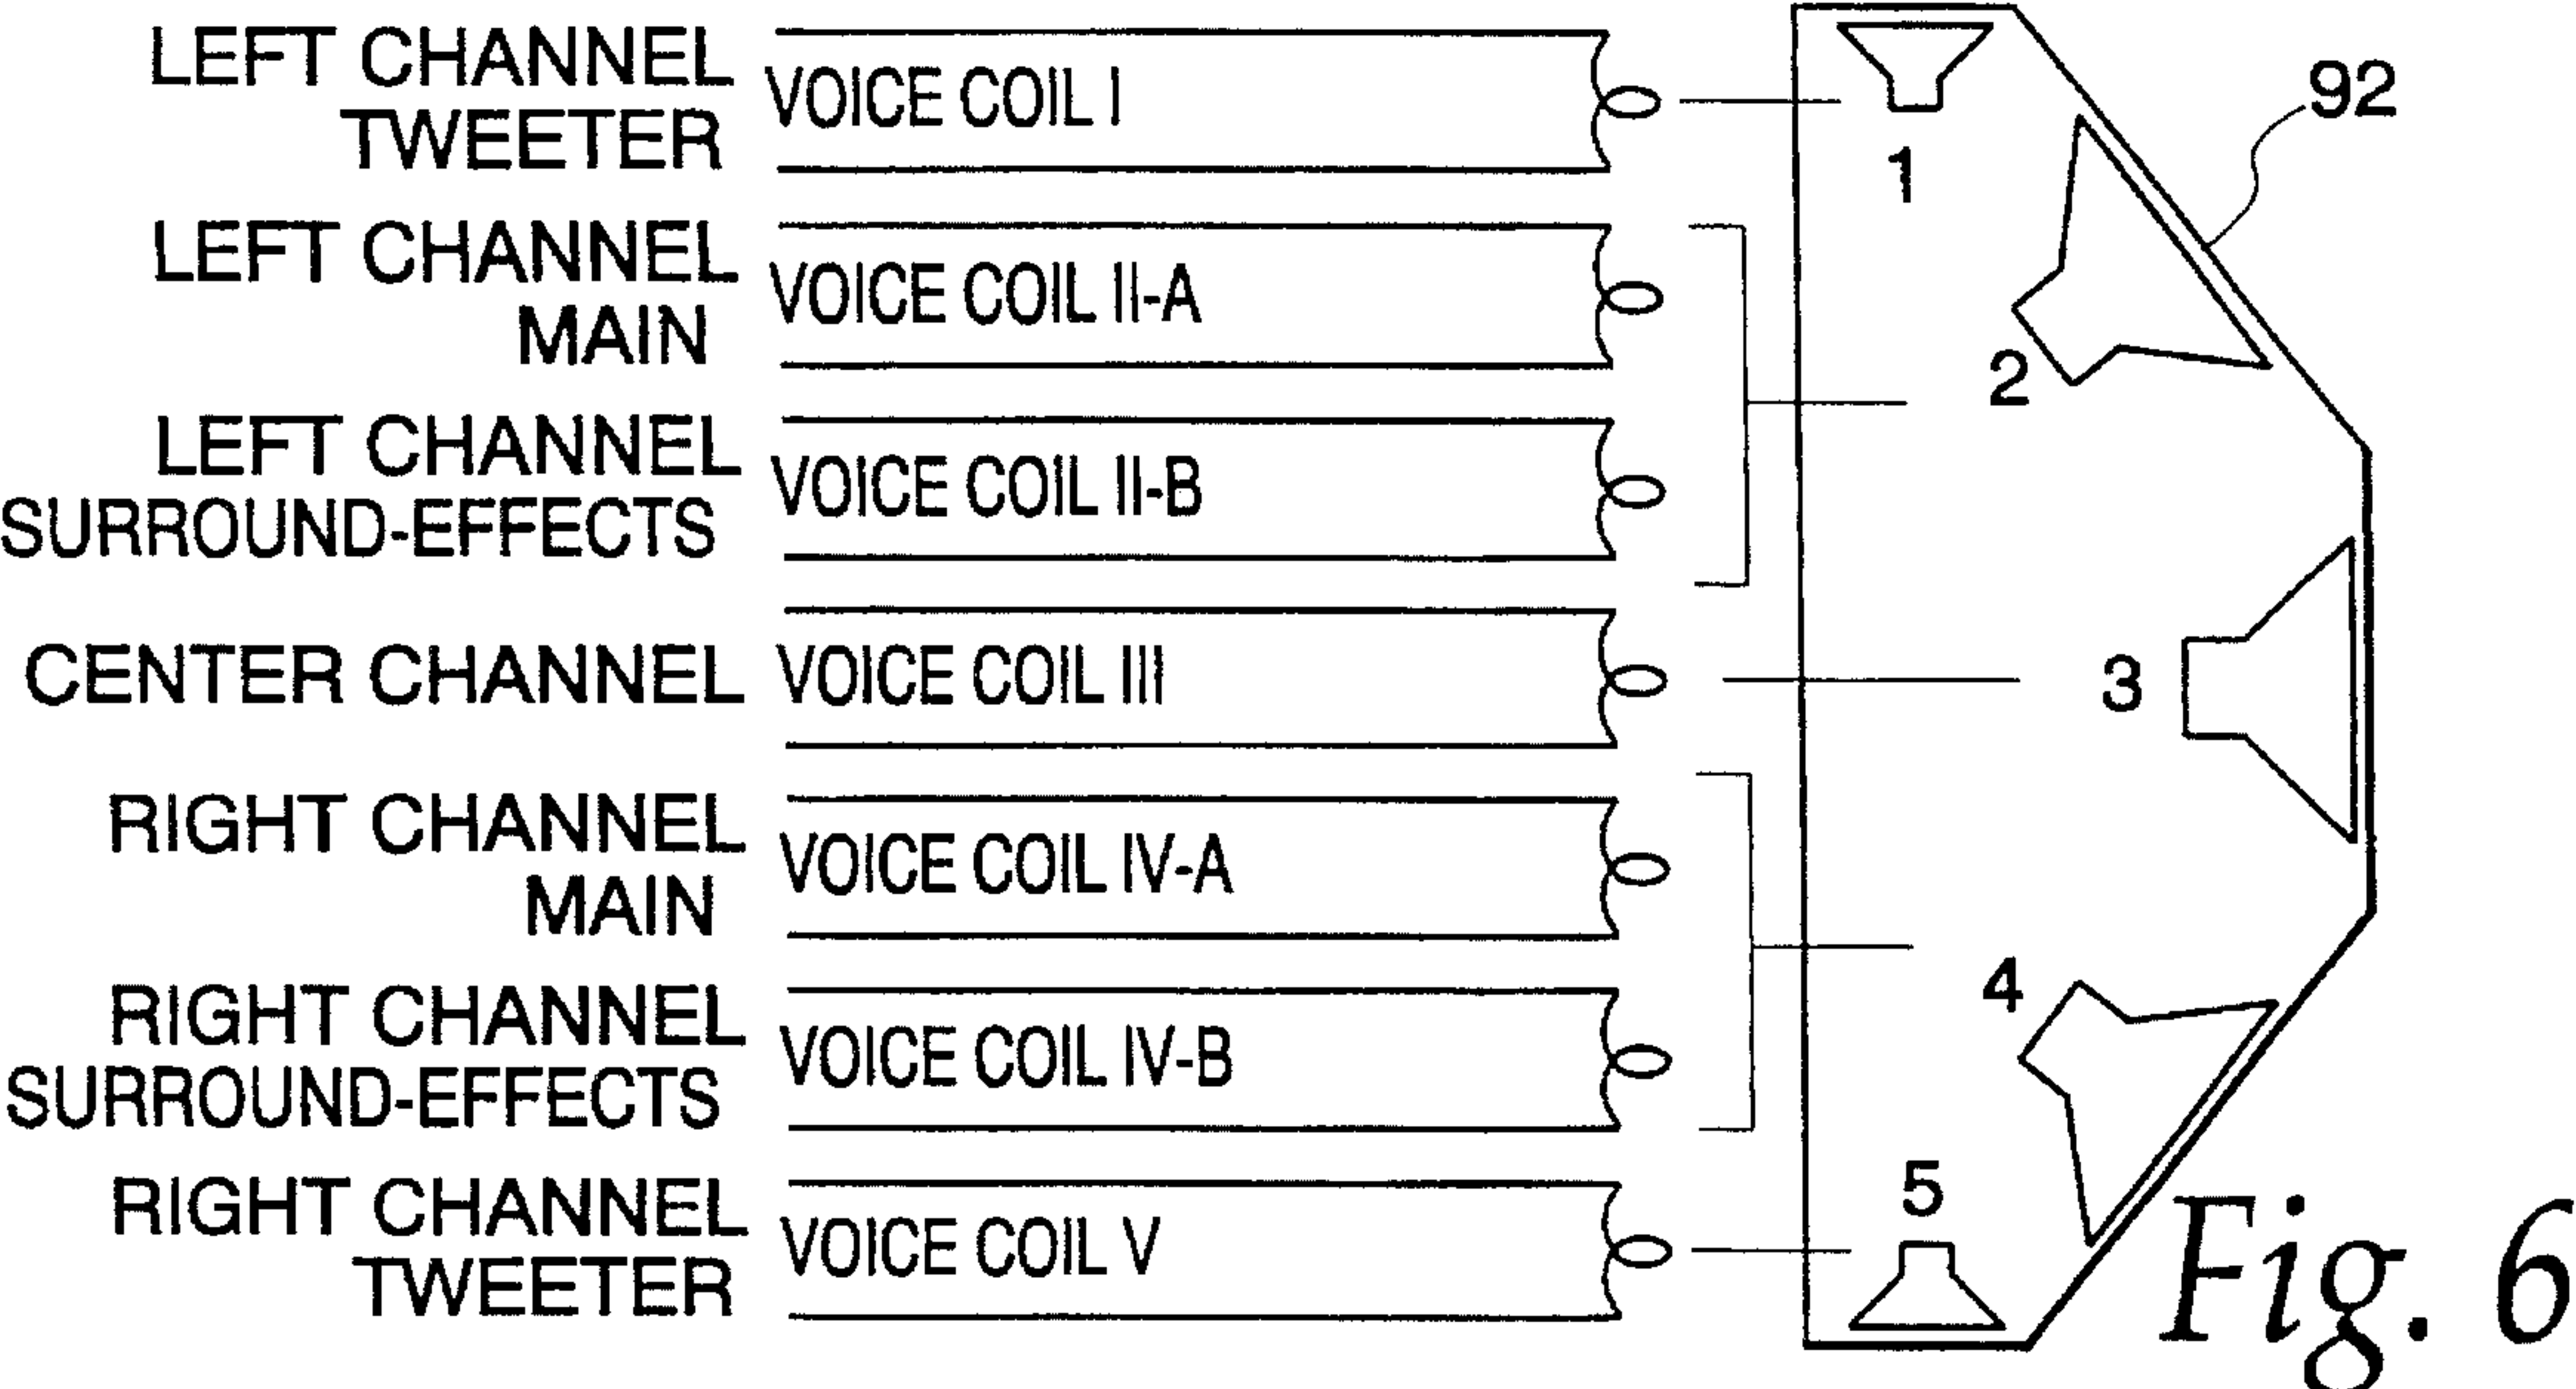 LEFT CHANNEL
TWEETER
VOICE COIL I
LEFT CHANNEL
MAIN
VOICE COIL II-A
LEFT CHANNEL
SURROUND-EFFECTS
VOICE COIL II-B
CENTER CHANNEL
VOICE COIL III
RIGHT CHANNEL
MAIN
VOICE COIL IV-A
RIGHT CHANNEL
SURROUND-EFFECTS
VOICE COIL IV-B
RIGHT CHANNEL
TWEETER
VOICE COIL V
92
1
2
3
4
5
Fig. 6